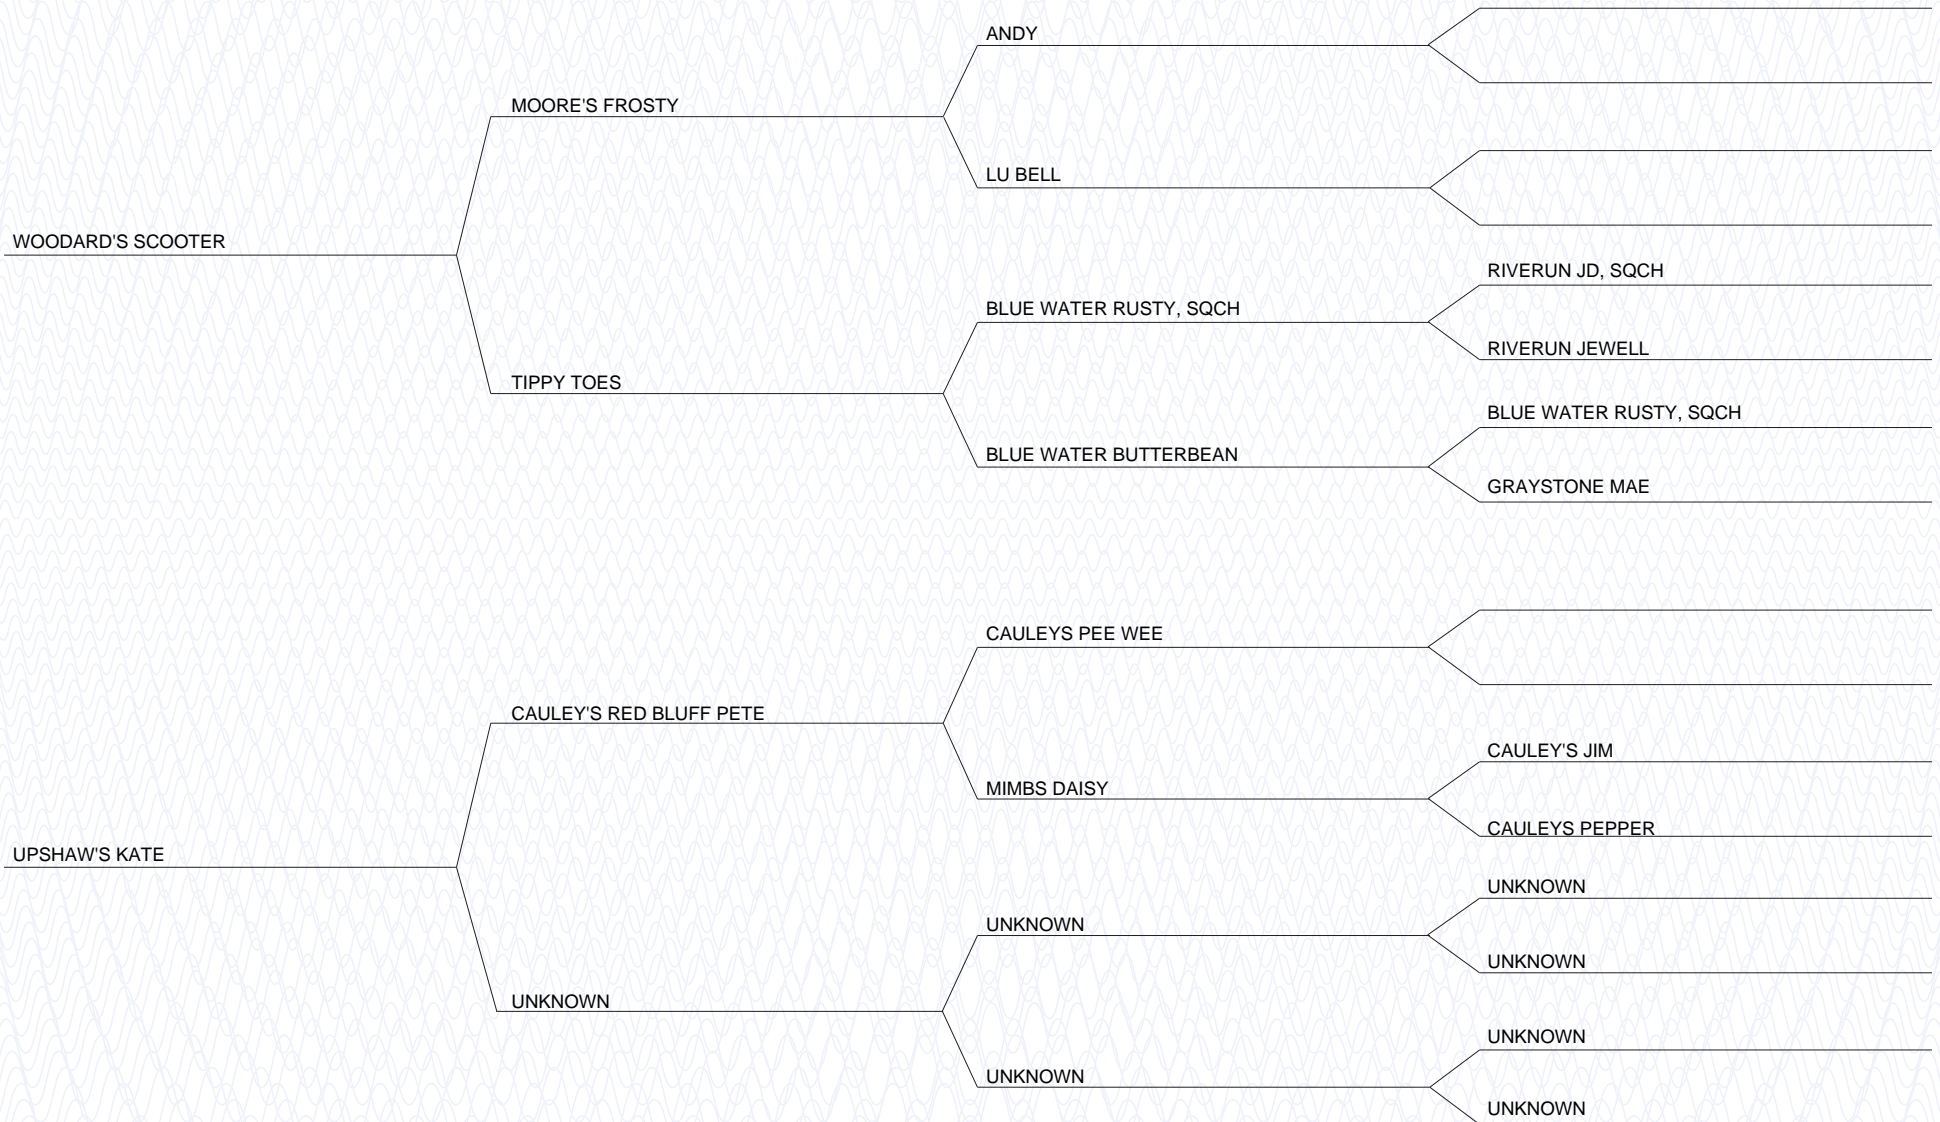 ANDY
MOORE'S FROSTY
LU BELL
WOODARD'S SCOOTER
RIVERUN JD, SQCH
BLUE WATER RUSTY, SQCH
RIVERUN JEWELL
TIPPY TOES
BLUE WATER RUSTY, SQCH
BLUE WATER BUTTERBEAN
GRAYSTONE MAE
CAULEYS PEE WEE
CAULEY'S RED BLUFF PETE
CAULEY'S JIM
MIMBS DAISY
CAULEYS PEPPER
UPSHAW'S KATE
UNKNOWN
UNKNOWN
UNKNOWN
UNKNOWN
UNKNOWN
UNKNOWN
UNKNOWN